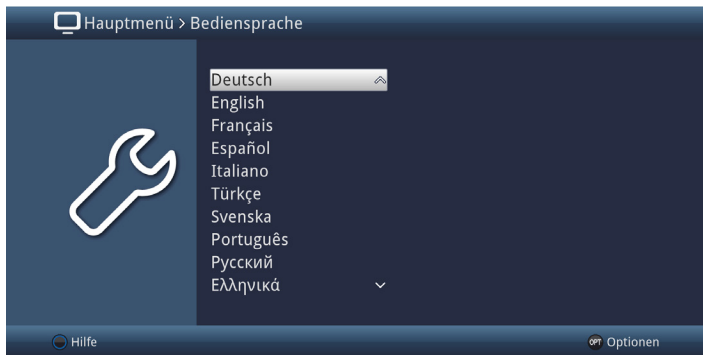 Hauptmenü > Bediensprache
Deutsch
English
Français
Español
Italiano
Türkçe
Svenska
Português
Русский
Ελληνικά
Hilfe
OPT Optionen